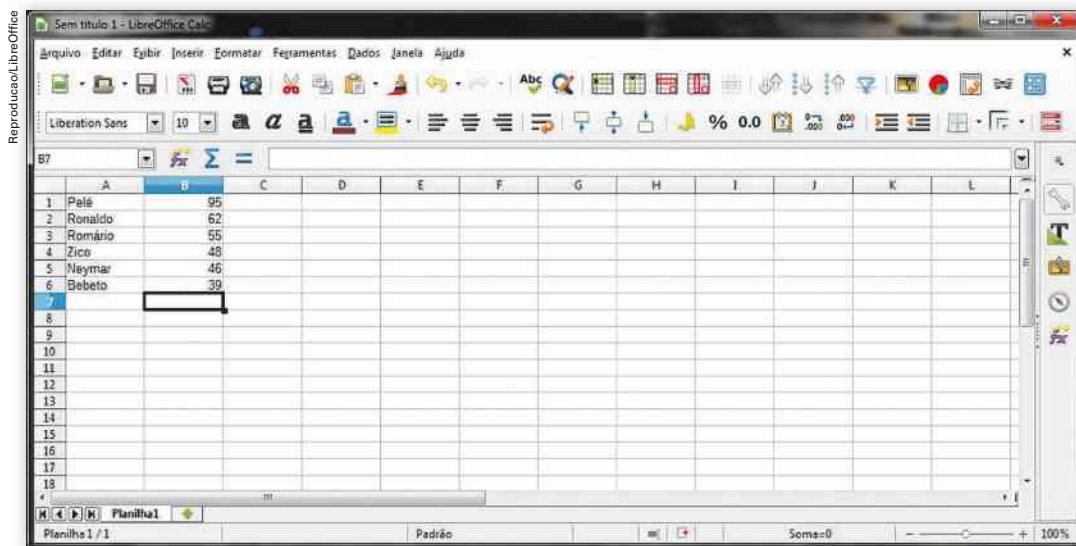 Reproducao/LibreOffice
Sem titulo 1 - LibreOffice Calc
Arquivo Editar Exibir Inserir Formatar Ferramentas Dados Janela Ajuda
Liberation Sans 10 % 0.0
B7
A B C D E F G H I J K L
1 Pelé 95
2 Ronaldo 62
3 Romário 55
4 Zico 48
5 Neymar 46
6 Bebeto 39
7
8
9
10
11
12
13
14
15
16
17
18
Planilha1
Planilha 1 / 1 Padrão Soma=0 100%